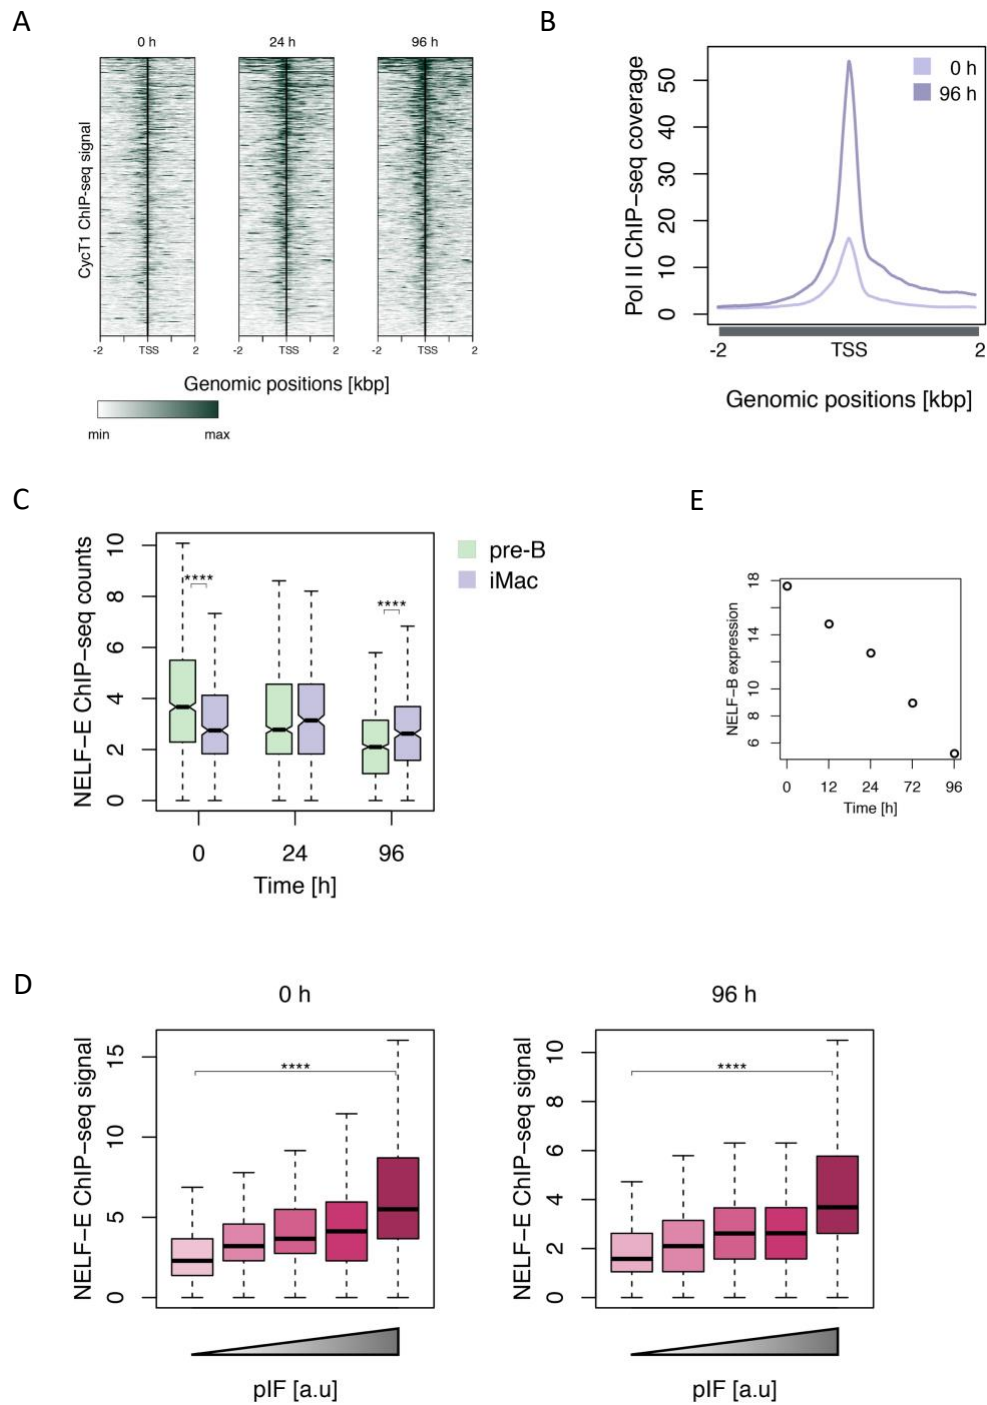 A
0 h
24 h
96 h
CycT1 ChIP-seq signal
-2
TSS
2
-2
TSS
2
-2
TSS
2
Genomic positions [kbp]
min
max
B
Pol II ChIP−seq coverage
50
40
30
20
10
0
0 h
96 h
-2
TSS
2
Genomic positions [kbp]
C
NELF−E ChIP−seq counts
10
8
6
4
2
0
****
****
pre-B
iMac
0
24
96
Time [h]
E
NELF−B expression
18
14
10
8
6
0
12
24
72
96
Time [h]
D
0 h
NELF−E ChIP−seq signal
15
10
5
0
****
pIF [a.u]
96 h
NELF−E ChIP−seq signal
10
8
6
4
2
0
****
pIF [a.u]